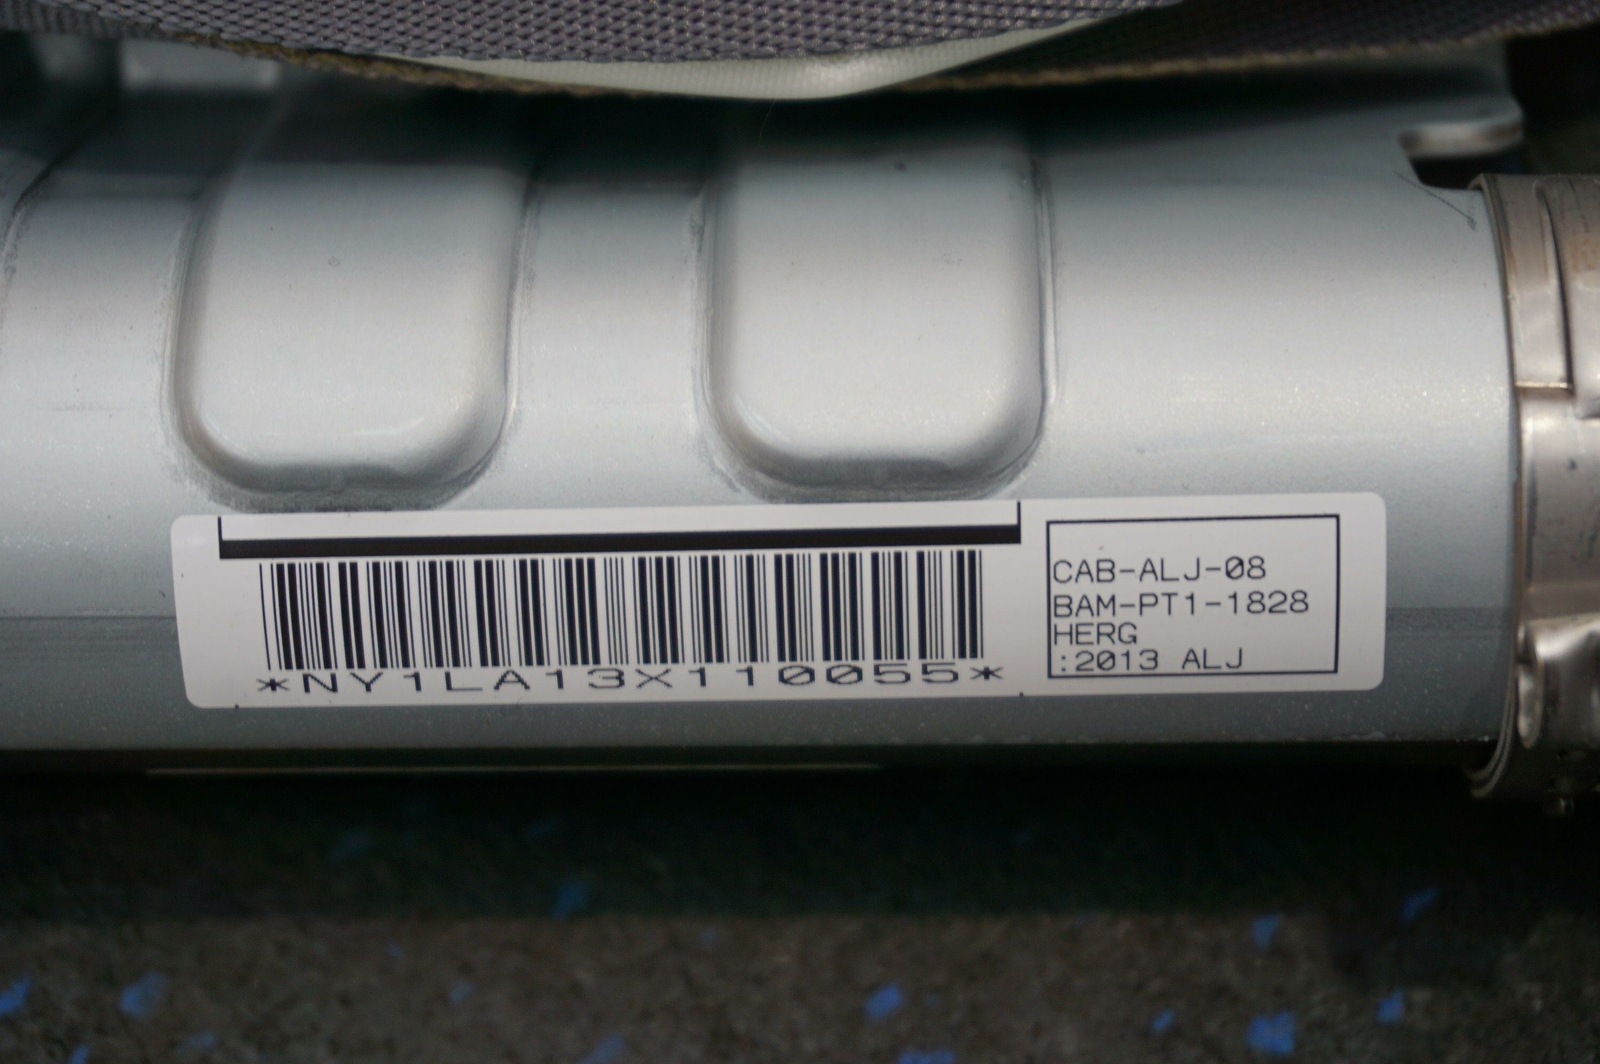 *NY1LA13X110055*
CAB-ALJ-08
BAM-PT1-1828
HERG
:2013 ALJ